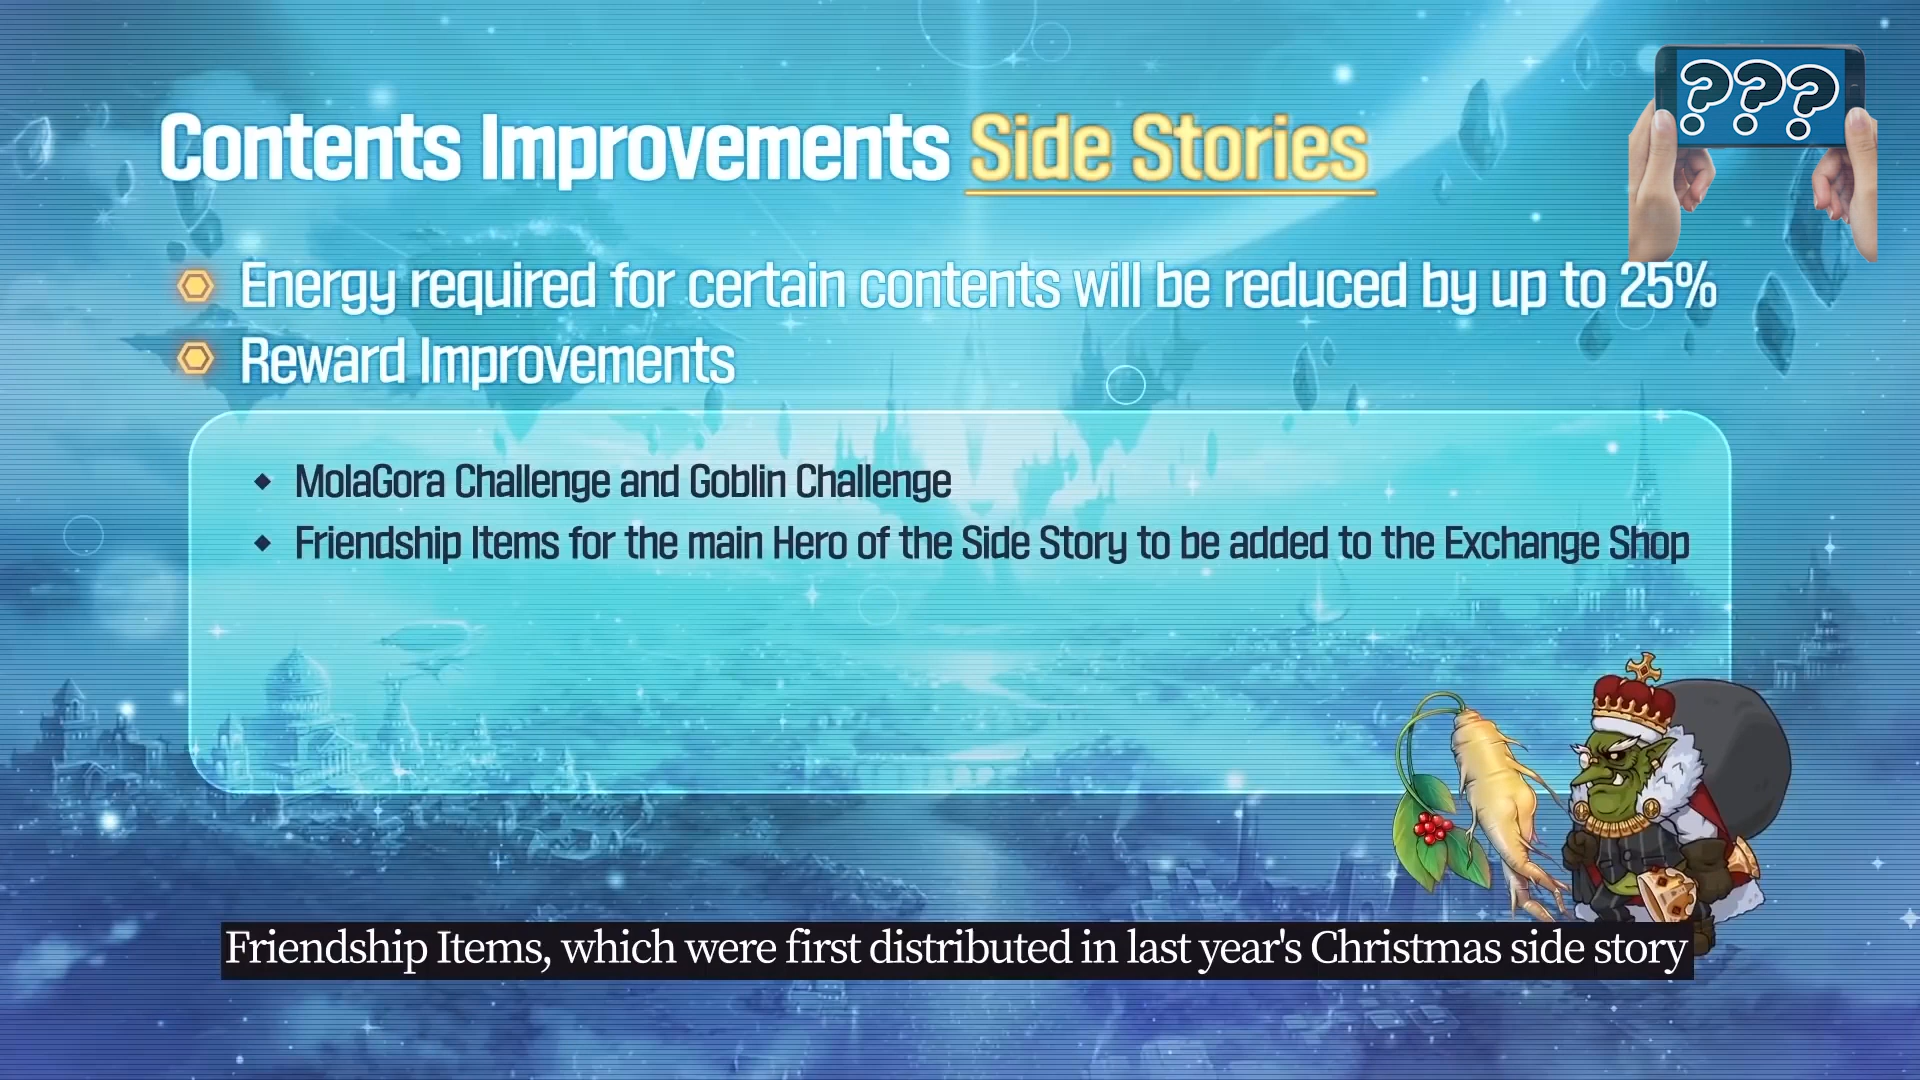 ???
Contents Improvements Side Stories
Energy required for certain contents will be reduced by up to 25%
Reward Improvements
MolaGora Challenge and Goblin Challenge
Friendship Items for the main Hero of the Side Story to be added to the Exchange Shop
Friendship Items, which were first distributed in last year's Christmas side story